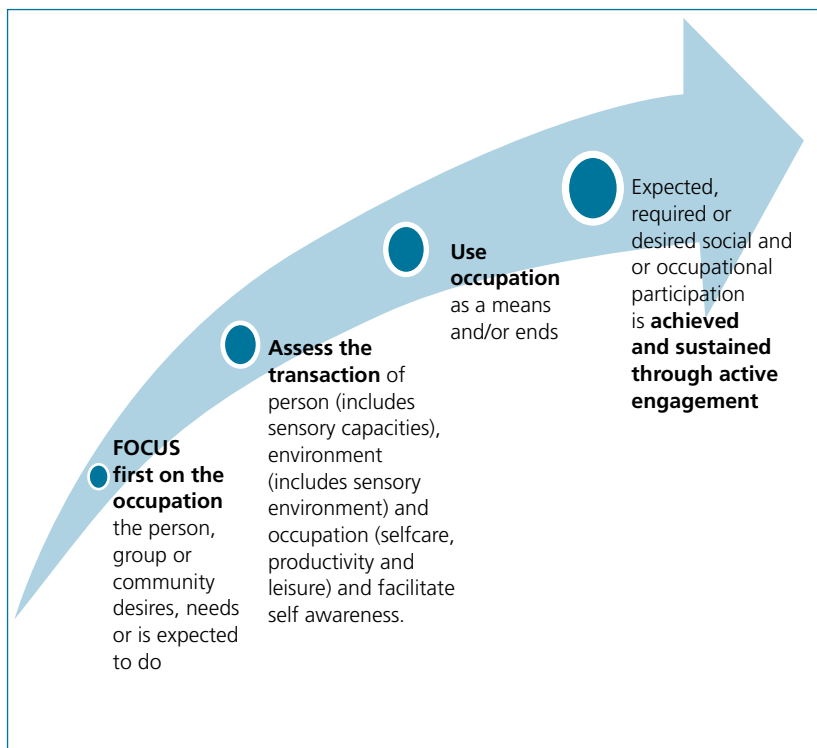 FOCUS
first on the
occupation
the person,
group or
community
desires, needs
or is expected
to do
Assess the
transaction of
person (includes
sensory capacities),
environment
(includes sensory
environment) and
occupation (selfcare,
productivity and
leisure) and facilitate
self awareness.
Use
occupation
as a means
and/or ends
Expected,
required or
desired social and
or occupational
participation
is achieved
and sustained
through active
engagement